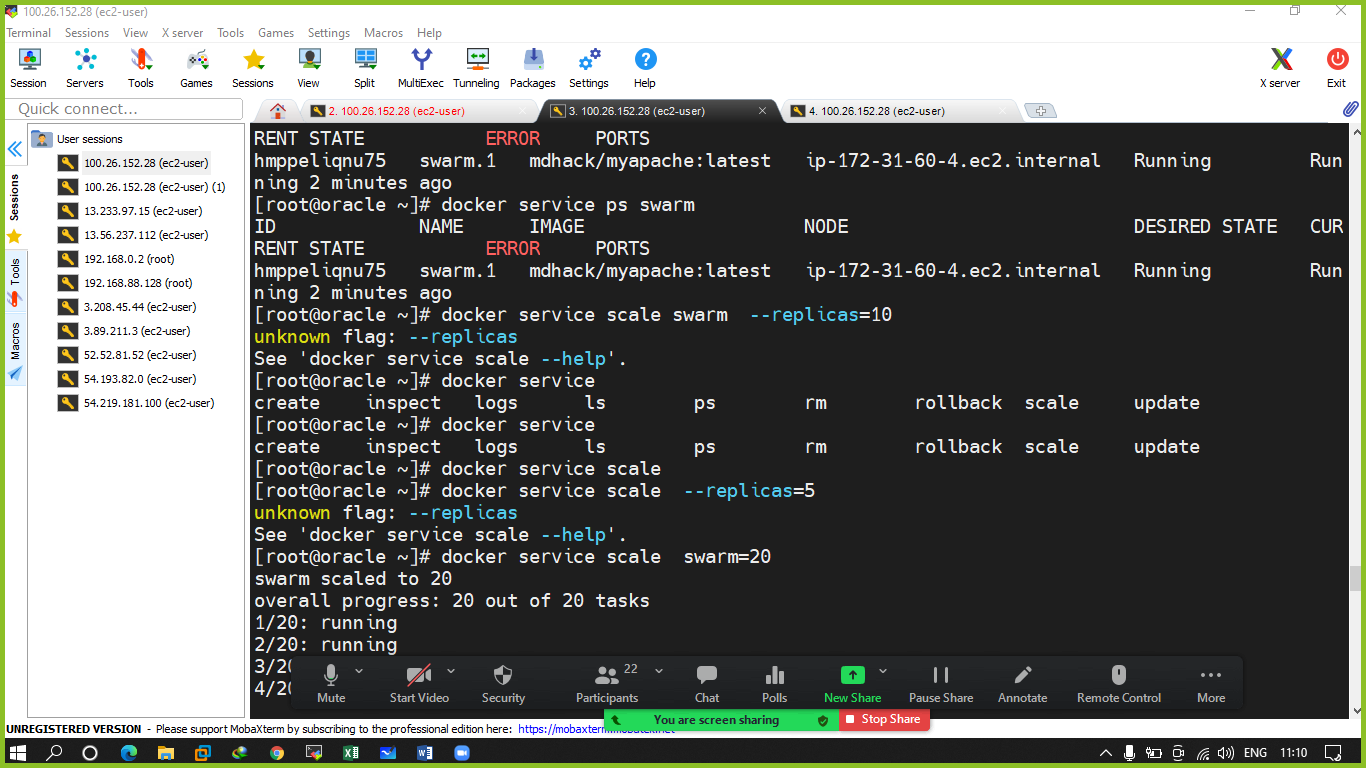 100.26.152.28 (ec2-user)
Terminal Sessions View X server Tools Games Settings Macros Help
Session Servers Tools Games Sessions View Split MultiExec Tunneling Packages Settings Help X server Exit
Quick connect...
2. 100.26.152.28 (ec2-user)
3. 100.26.152.28 (ec2-user)
4. 100.26.152.28 (ec2-user)
Sessions
Tools
Macros
User sessions
100.26.152.28 (ec2-user)
100.26.152.28 (ec2-user) (1)
13.233.97.15 (ec2-user)
13.56.237.112 (ec2-user)
192.168.0.2 (root)
192.168.88.128 (root)
3.208.45.44 (ec2-user)
3.89.211.3 (ec2-user)
52.52.81.52 (ec2-user)
54.193.82.0 (ec2-user)
54.219.181.100 (ec2-user)
RENT STATE ERROR PORTS
hmppeliqnu75 swarm.1 mdhack/myapache:latest ip-172-31-60-4.ec2.internal Running Run
ning 2 minutes ago
[root@oracle ~]# docker service ps swarm
ID NAME IMAGE NODE DESIRED STATE CUR
RENT STATE ERROR PORTS
hmppeliqnu75 swarm.1 mdhack/myapache:latest ip-172-31-60-4.ec2.internal Running Run
ning 2 minutes ago
[root@oracle ~]# docker service scale swarm --replicas=10
unknown flag: --replicas
See 'docker service scale --help'.
[root@oracle ~]# docker service
create inspect logs ls ps rm rollback scale update
[root@oracle ~]# docker service
create inspect logs ls ps rm rollback scale update
[root@oracle ~]# docker service scale
[root@oracle ~]# docker service scale --replicas=5
unknown flag: --replicas
See 'docker service scale --help'.
[root@oracle ~]# docker service scale swarm=20
swarm scaled to 20
overall progress: 20 out of 20 tasks
1/20: running
2/20: running
3/20
4/20
22
Mute Start Video Security Participants Chat Polls New Share Pause Share Annotate Remote Control More
You are screen sharing Stop Share
UNREGISTERED VERSION - Please support MobaXterm by subscribing to the professional edition here: https://mobaxterm.mobatek.net
ENG 11:10